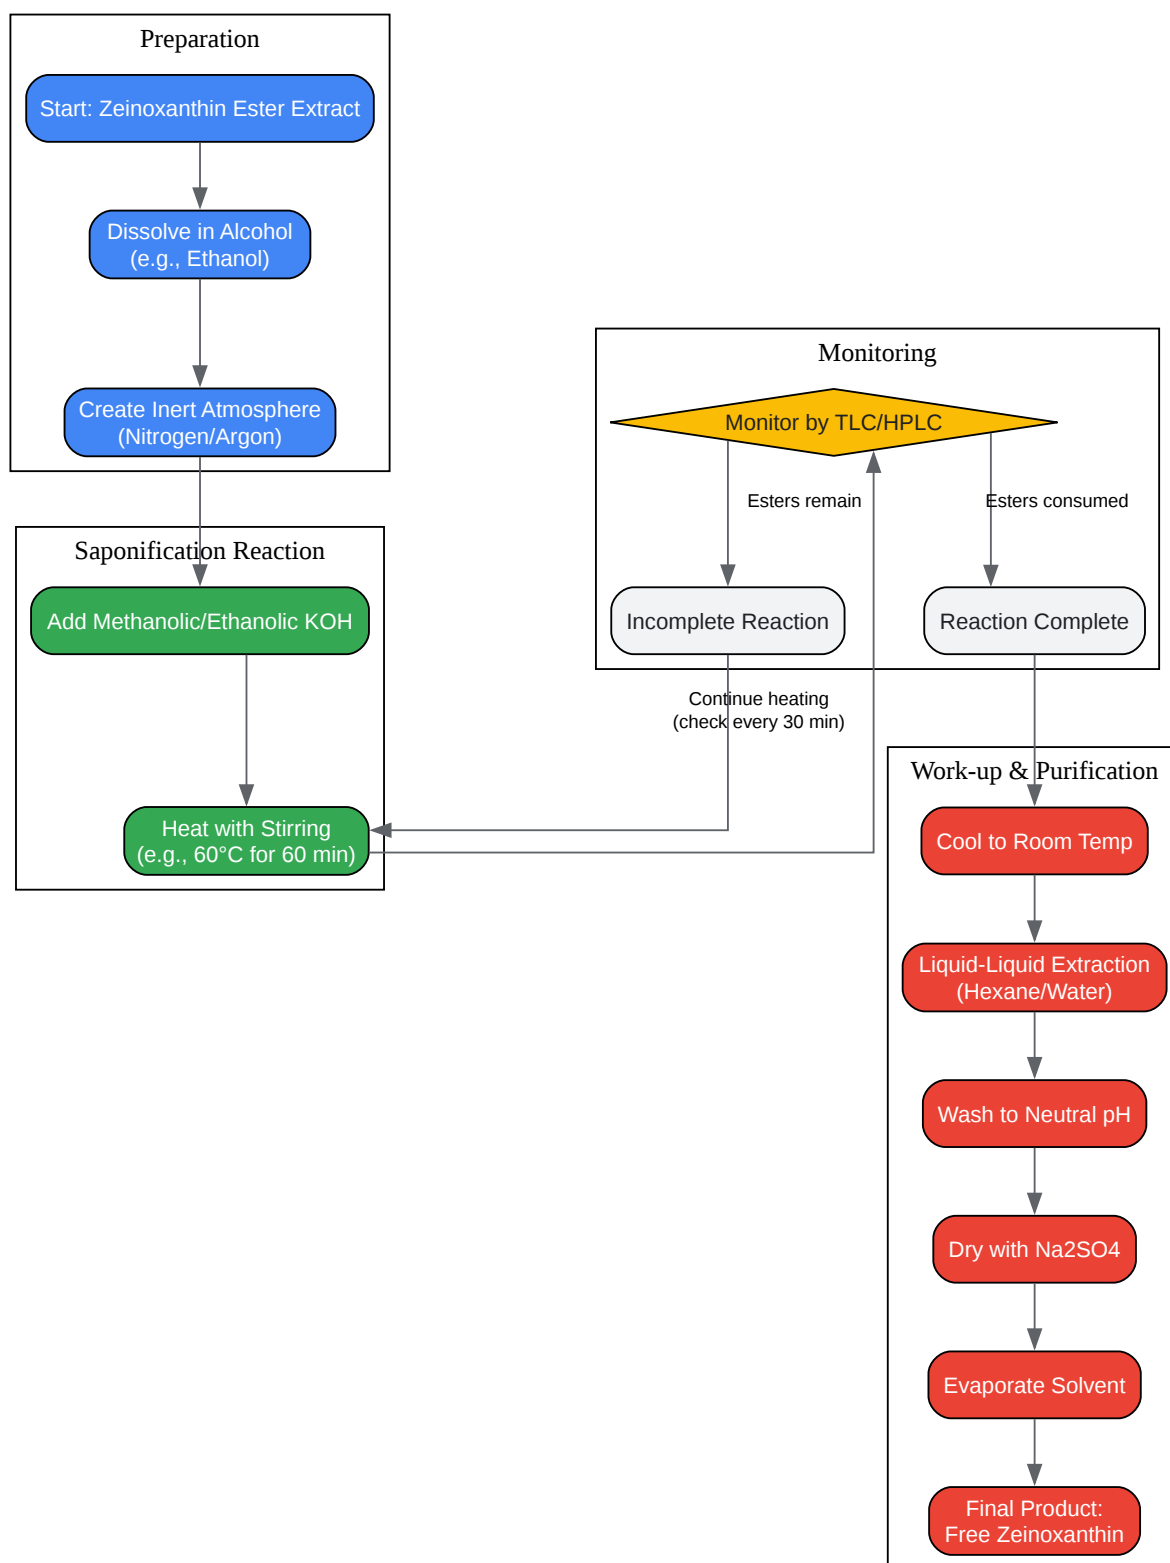 Preparation
Start: Zeinoxanthin Ester Extract
Dissolve in Alcohol
(e.g., Ethanol)
Create Inert Atmosphere
(Nitrogen/Argon)
Saponification Reaction
Add Methanolic/Ethanolic KOH
Heat with Stirring
(e.g., 60°C for 60 min)
Monitoring
Monitor by TLC/HPLC
Esters remain
Esters consumed
Incomplete Reaction
Reaction Complete
Continue heating
(check every 30 min)
Work-up & Purification
Cool to Room Temp
Liquid-Liquid Extraction
(Hexane/Water)
Wash to Neutral pH
Dry with Na2SO4
Evaporate Solvent
Final Product:
Free Zeinoxanthin